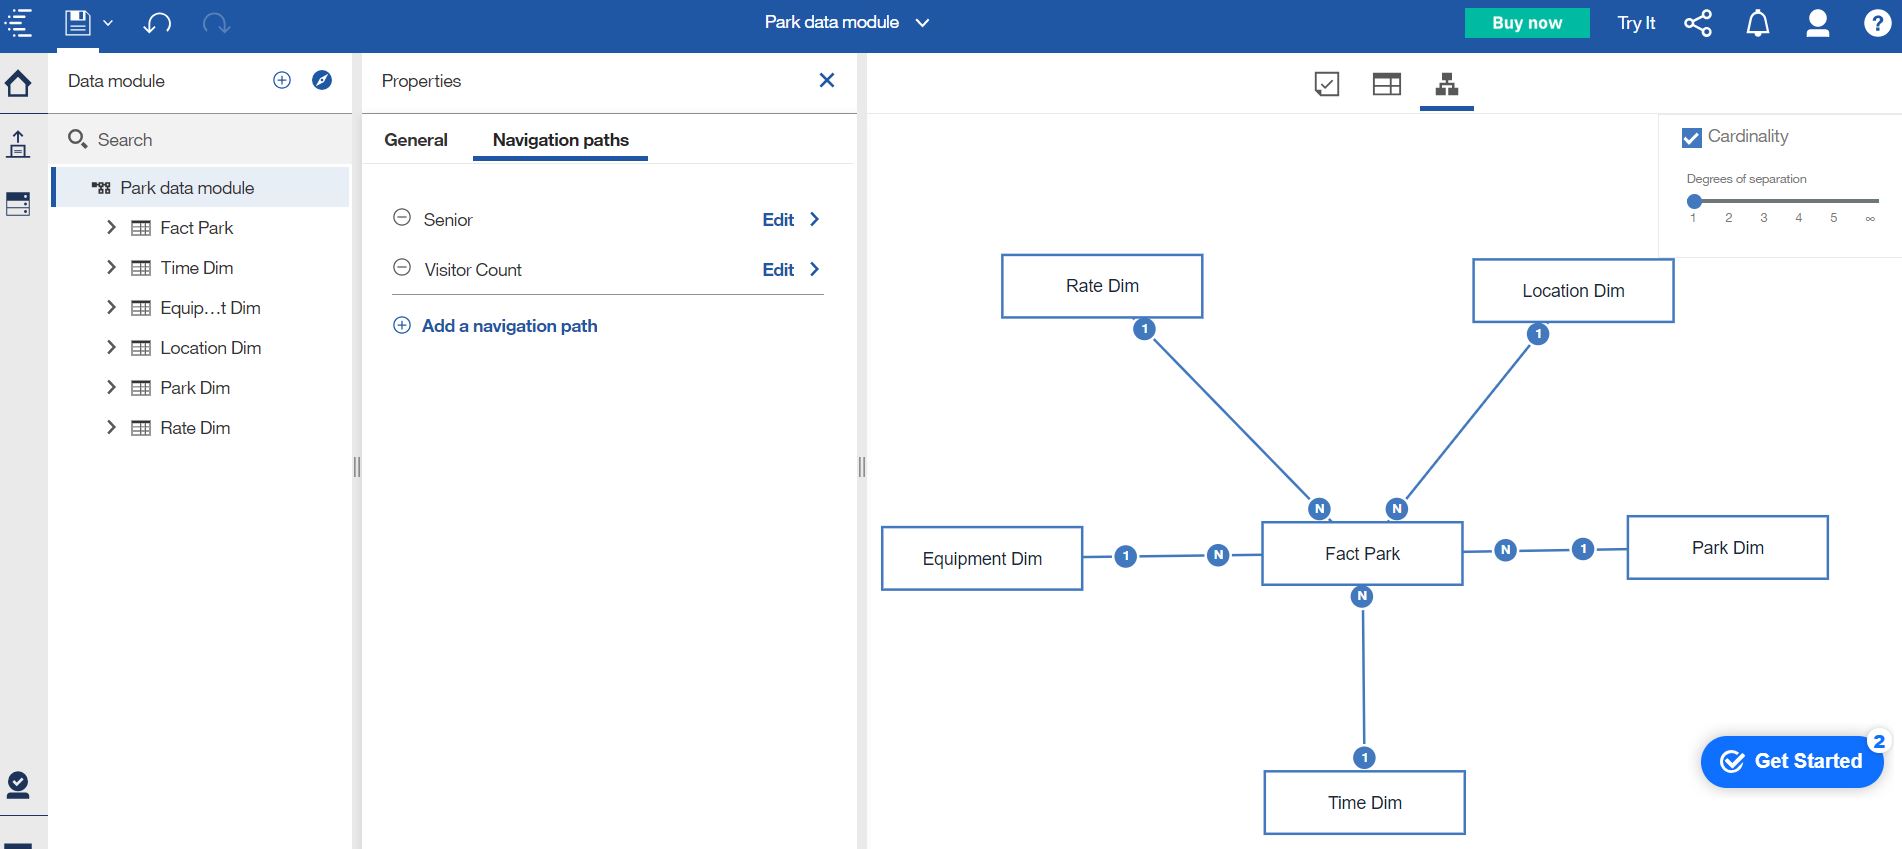 Park data module
Buy now
Try It
?
Data module
Properties
Search
General
Navigation paths
Park data module
Fact Park
Time Dim
Equip...t Dim
Location Dim
Park Dim
Rate Dim
Senior
Edit
Visitor Count
Edit
Add a navigation path
Cardinality
Degrees of separation
1 2 3 4 5 ∞
Rate Dim
Location Dim
1
1
N
N
Equipment Dim
1
N
Fact Park
N
1
Park Dim
N
1
Time Dim
Get Started
2